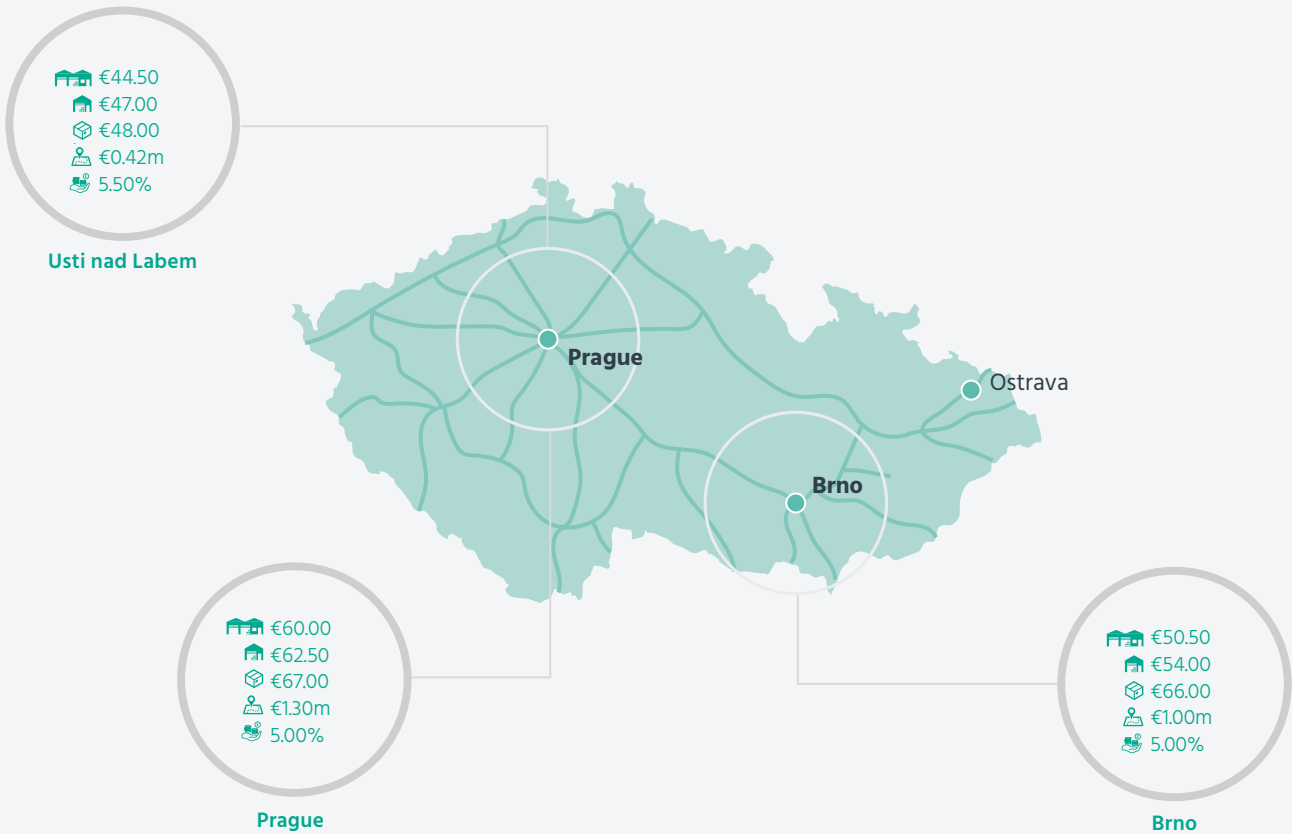 €44.50
€47.00
€48.00
€0.42m
5.50%
Usti nad Labem
Prague
Ostrava
Brno
€60.00
€62.50
€67.00
€1.30m
5.00%
Prague
€50.50
€54.00
€66.00
€1.00m
5.00%
Brno